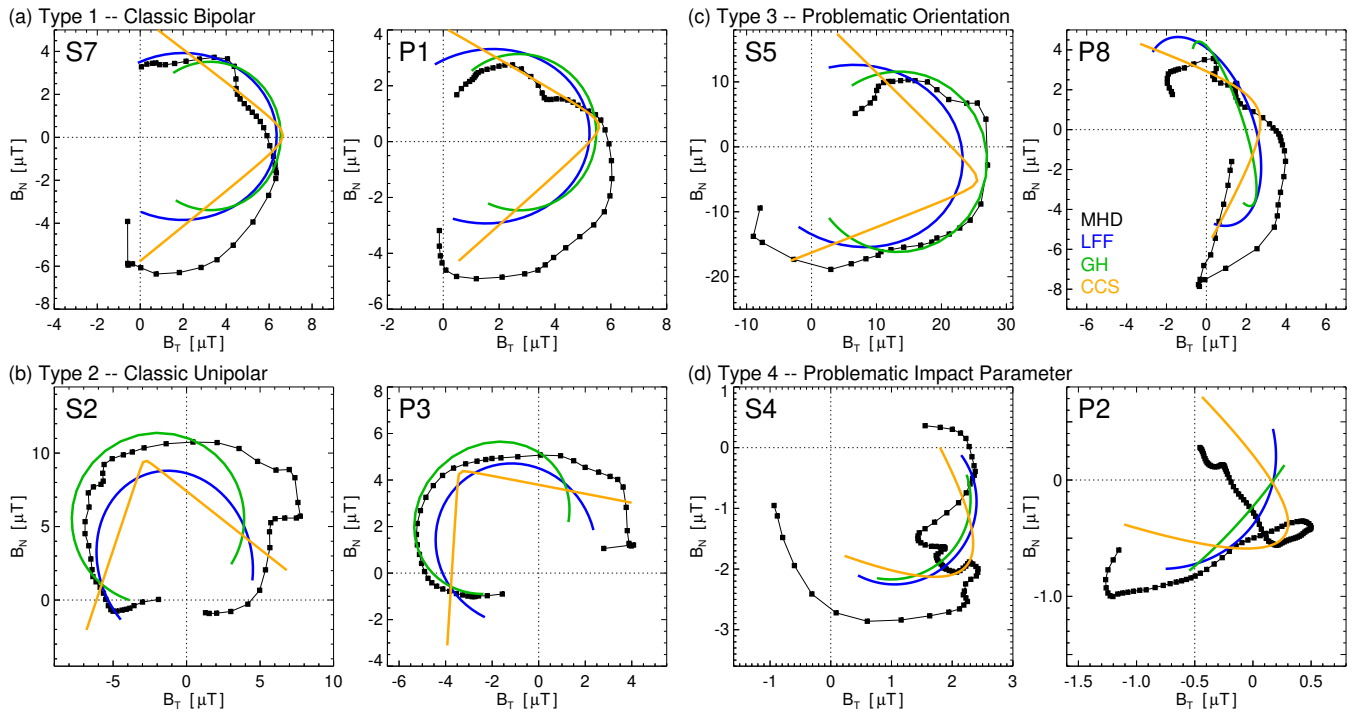 (a) Type 1 -- Classic Bipolar
S7
4
2
0
-2
-4
-6
-8
B_N [μT]
-4 -2 0 2 4 6 8
B_T [μT]
P1
4
2
0
-2
-4
-6
B_N [μT]
-2 0 2 4 6 8
B_T [μT]
(c) Type 3 -- Problematic Orientation
S5
10
0
-10
-20
B_N [μT]
-10 0 10 20 30
B_T [μT]
P8
4
2
0
-2
-4
-6
-8
B_N [μT]
MHD
LFF
GH
CCS
-6 -4 -2 0 2 4 6
B_T [μT]
(b) Type 2 -- Classic Unipolar
S2
10
5
0
B_N [μT]
-5 0 5 10
B_T [μT]
P3
8
6
4
2
0
-2
-4
B_N [μT]
-6 -4 -2 0 2 4
B_T [μT]
(d) Type 4 -- Problematic Impact Parameter
S4
1
0
-1
-2
-3
B_N [μT]
-1 0 1 2 3
B_T [μT]
P2
0.5
0.0
-0.5
-1.0
B_N [μT]
-1.5 -1.0 -0.5 0.0 0.5
B_T [μT]